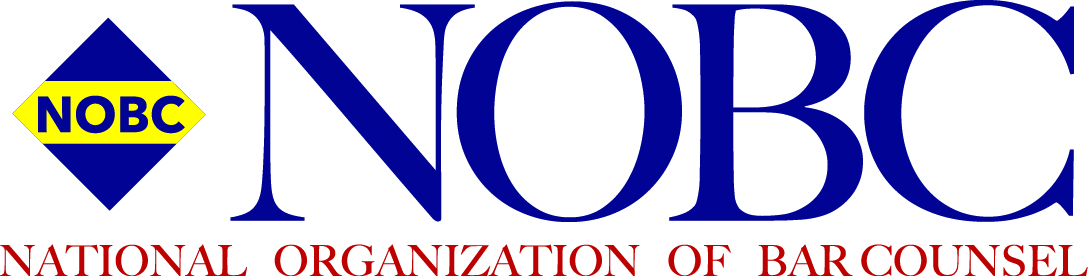 NOBC
NOBC
NATIONAL ORGANIZATION OF BAR COUNSEL